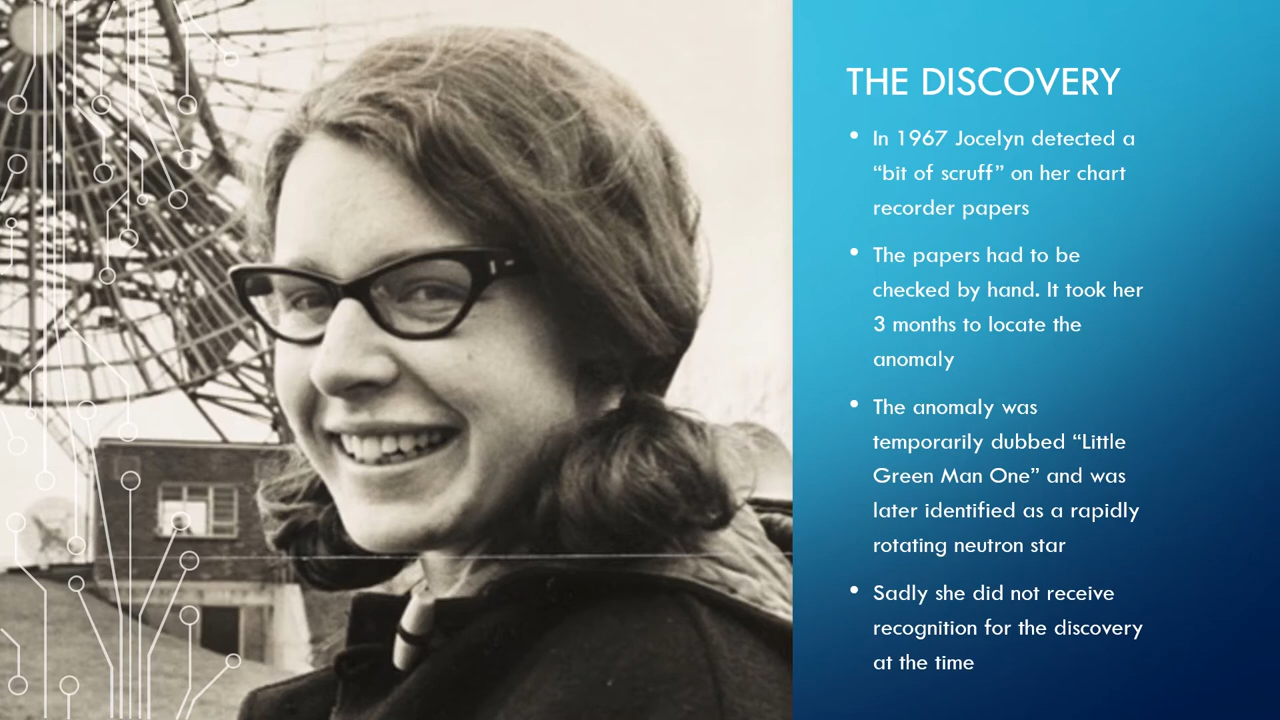 THE DISCOVERY
• In 1967 Jocelyn detected a
“bit of scruff” on her chart
recorder papers
• The papers had to be
checked by hand. It took her
3 months to locate the
anomaly
• The anomaly was
temporarily dubbed “Little
Green Man One” and was
later identified as a rapidly
rotating neutron star
• Sadly she did not receive
recognition for the discovery
at the time